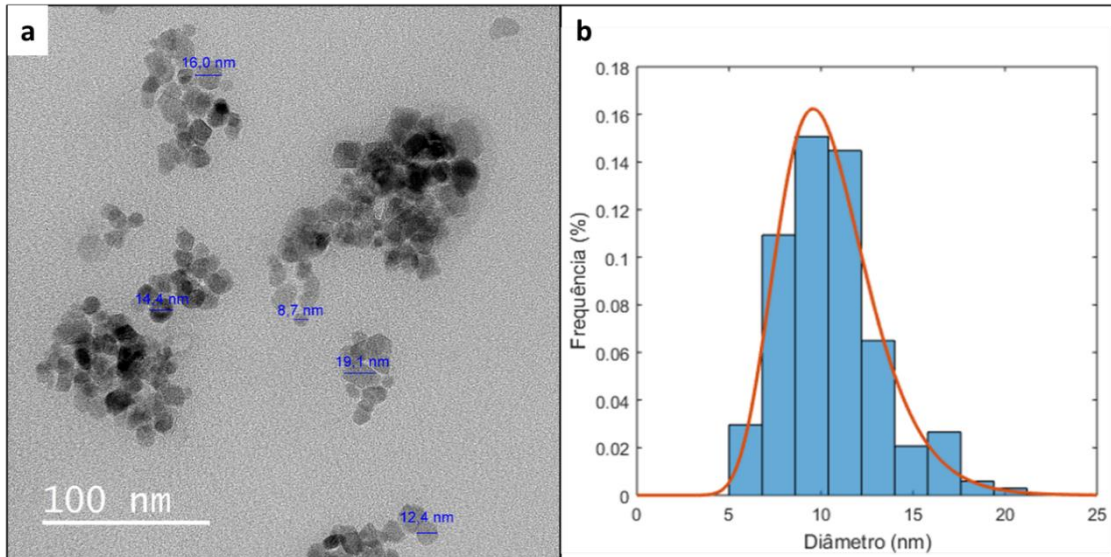 a
16,0 nm
14,4 nm
8,7 nm
19,1 nm
12,4 nm
100 nm
b
0.18
0.16
0.14
0.12
0.1
0.08
0.06
0.04
0.02
0
Frequência (%)
0 5 10 15 20 25
Diâmetro (nm)